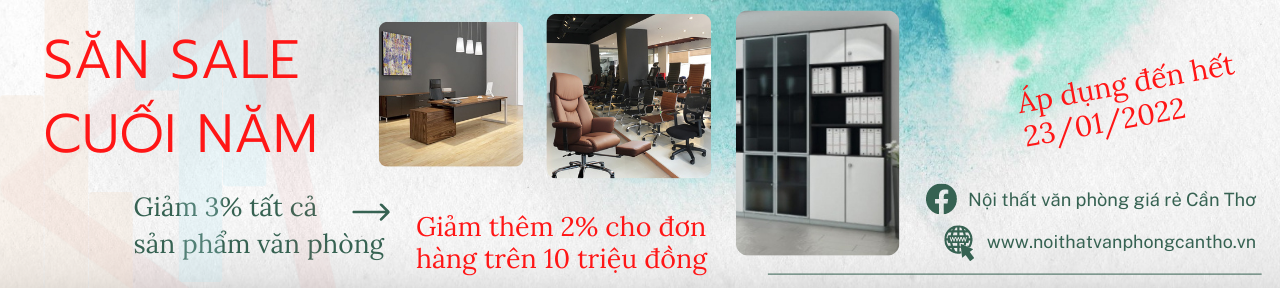 SĂN SALE
CUỐI NĂM
Giảm 3% tất cả
sản phẩm văn phòng
Giảm thêm 2% cho đơn
hàng trên 10 triệu đồng
Áp dụng đến hết
23/01/2022
Nội thất văn phòng giá rẻ Cần Thơ
WWW
www.noithatvanphongcantho.vn